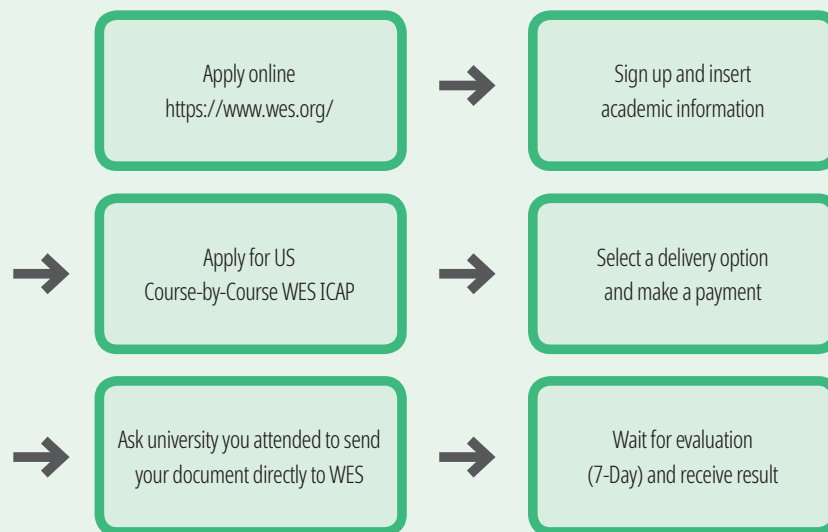 Apply online
https://www.wes.org/
Sign up and insert
academic information
Apply for US
Course-by-Course WES ICAP
Select a delivery option
and make a payment
Ask university you attended to send
your document directly to WES
Wait for evaluation
(7-Day) and receive result